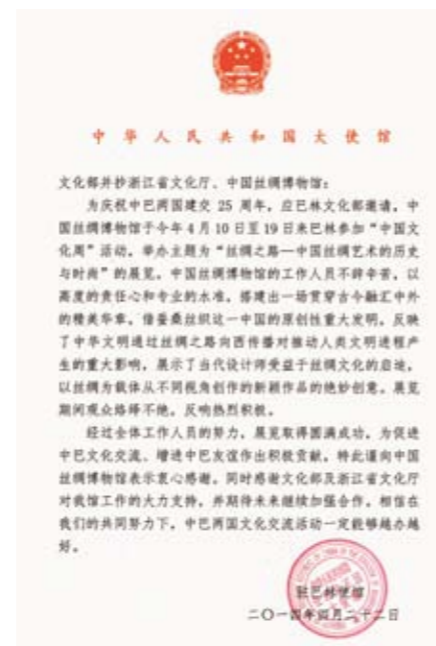 中华人民共和国大使馆
文化部并抄浙江省文化厅、中国丝绸博物馆：
为庆祝中巴两国建交 25 周年，应巴林文化部邀请，中
国丝绸博物馆于今年 4 月 10 日至 19 日来巴林参加“中国文
化周”活动，举办主题为“丝绸之路—中国丝绸艺术的历史
与时尚”的展览。中国丝绸博物馆的工作人员不辞辛苦，以
高度的责任心和专业的水准，搭建出一场贯穿古今融汇中外
的精美华章。借蚕桑丝织这一中国的原创性重大发明，反映
了中华文明通过丝绸之路向西传播对推动人类文明进程产
生的重大影响，展示了当代设计师受益于丝绸文化的启迪，
以丝绸为载体从不同视角创作的新颖作品的绝妙创意。展览
期间观众络绎不绝，反响热烈积极。
经过全体工作人员的努力，展览取得圆满成功，为促进
中巴文化交流、增进中巴友谊作出积极贡献，特此谨向中国
丝绸博物馆表示衷心感谢，同时感谢文化部及浙江省文化厅
对我馆工作的大力支持，并期待未来继续加强合作，相信在
我们的共同努力下，中巴两国文化交流活动一定能够越办越
好。
驻巴林使馆
二〇一四年四月二十二日